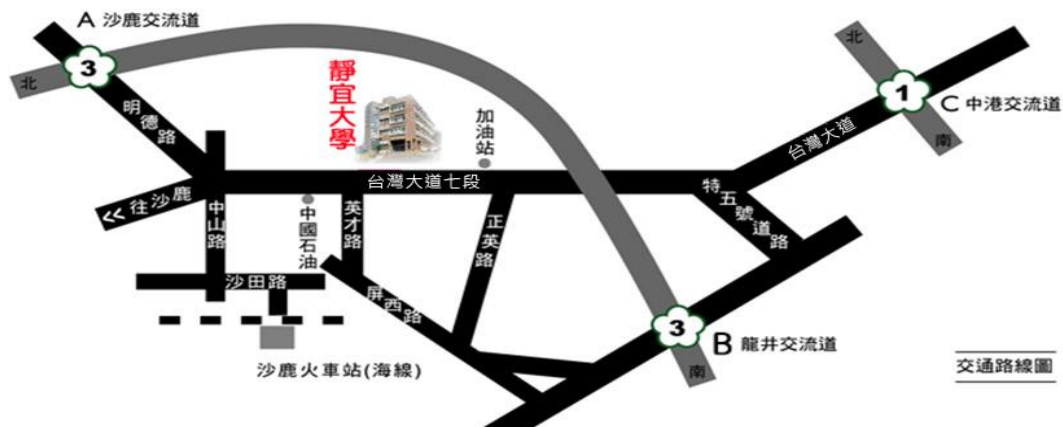 A 沙鹿交流道
北
3
明德路
<<往沙鹿
中山路
靜宜大學
加油站
台灣大道七段
中國石油
英才路
正英路
沙田路
屏西路
沙鹿火車站(海線)
北
1
C 中港交流道
南
台灣大道
特五號道路
3
B 龍井交流道
南
交通路線圖